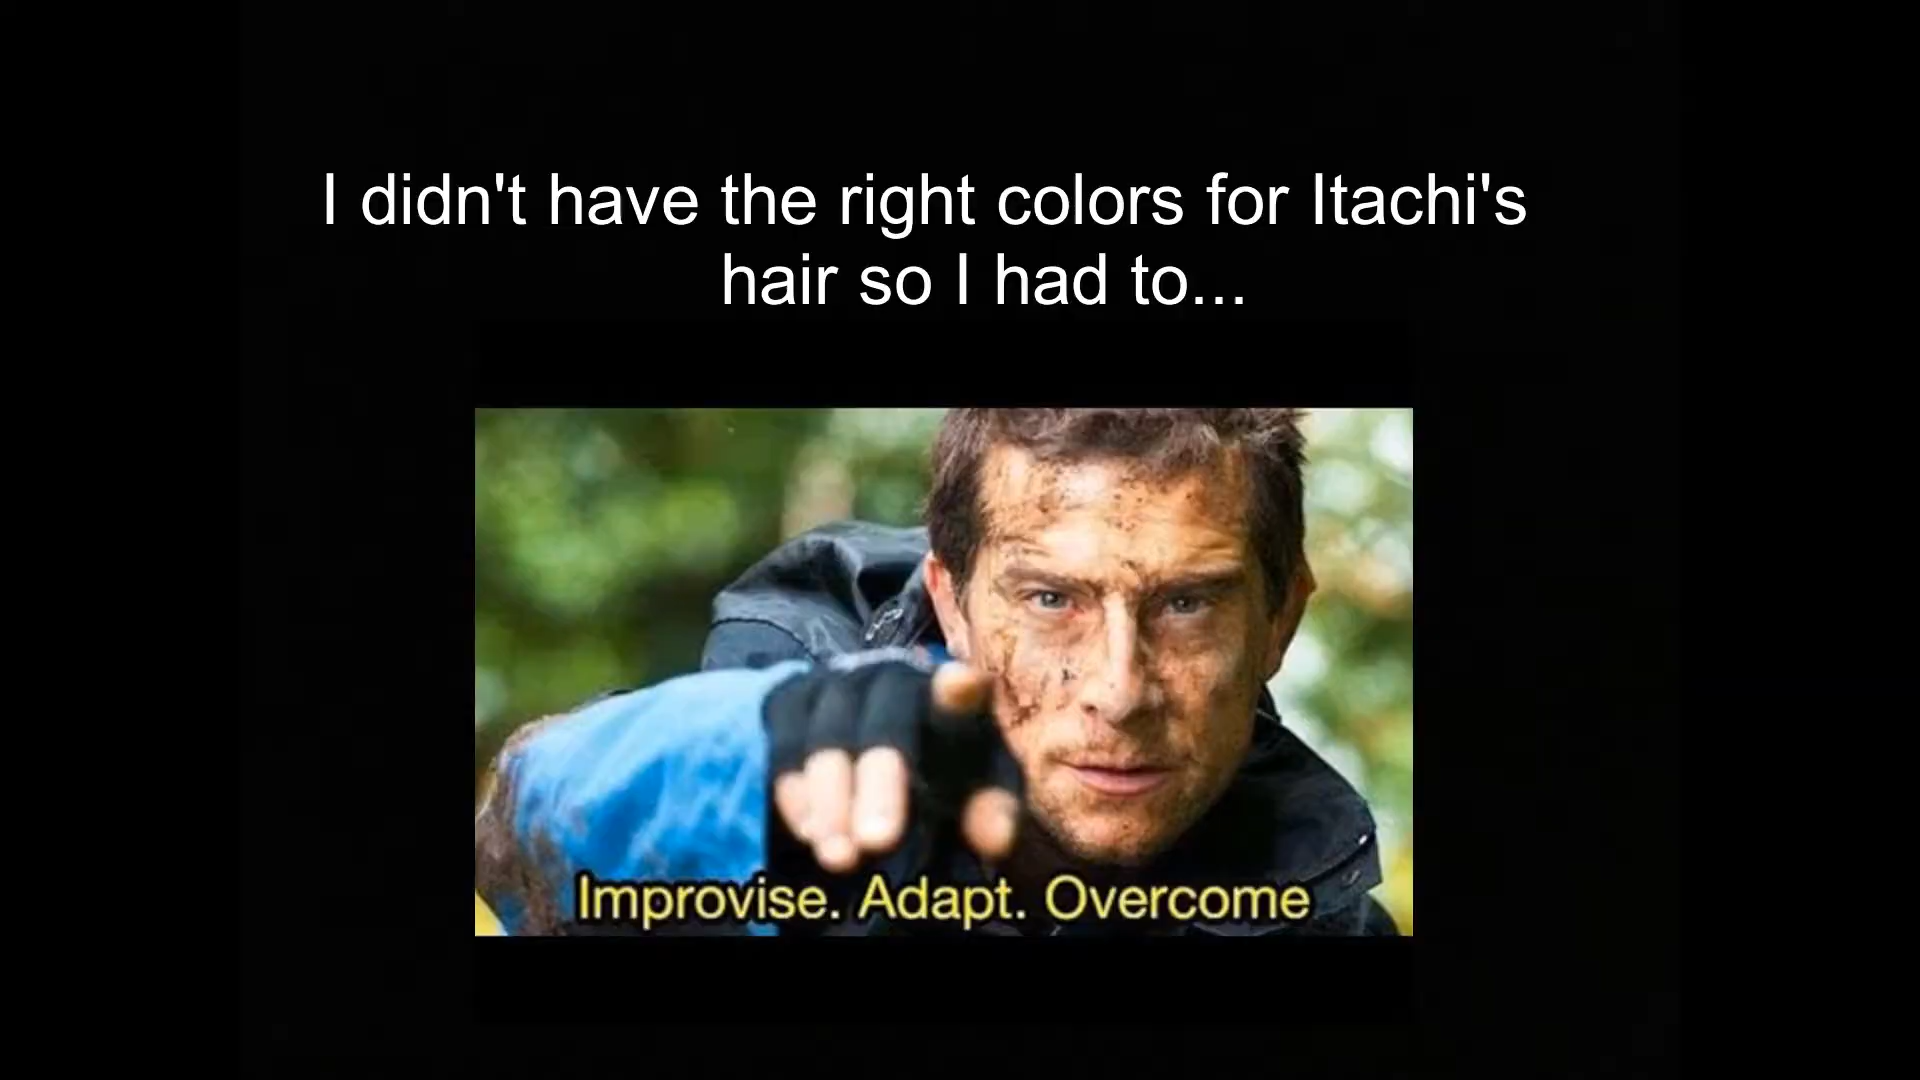 I didn't have the right colors for Itachi's
hair so I had to...
Improvise. Adapt. Overcome